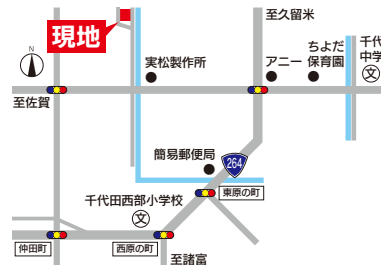 至久留米
現地
N
ちよだ
保育園
千代
中学
実松製作所
アニー
文
至佐賀
簡易郵便局
264
千代田西部小学校
東原の町
文
仲田町
西原の町
至諸富